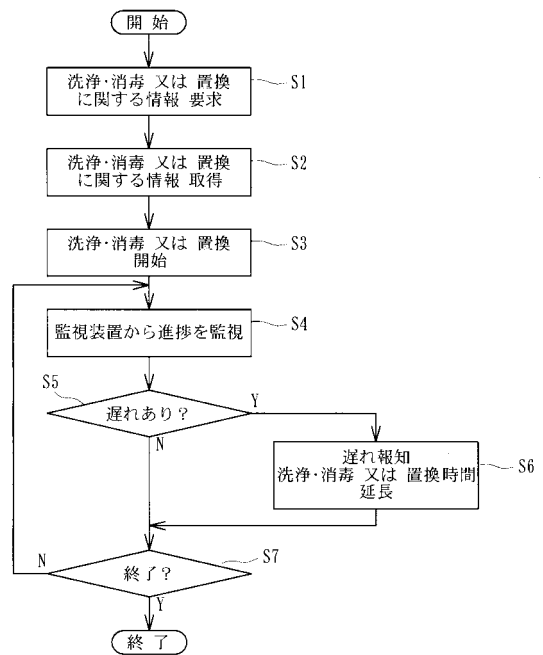 開 始
洗浄・消毒 又は 置換
に関する情報 要求
S1
洗浄・消毒 又は 置換
に関する情報 取得
S2
洗浄・消毒 又は 置換
開始
S3
監視装置から進捗を監視
S4
S5
遅れあり?
Y
N
遅れ報知
洗浄・消毒 又は 置換時間
延長
S6
終了?
S7
N
Y
終 了